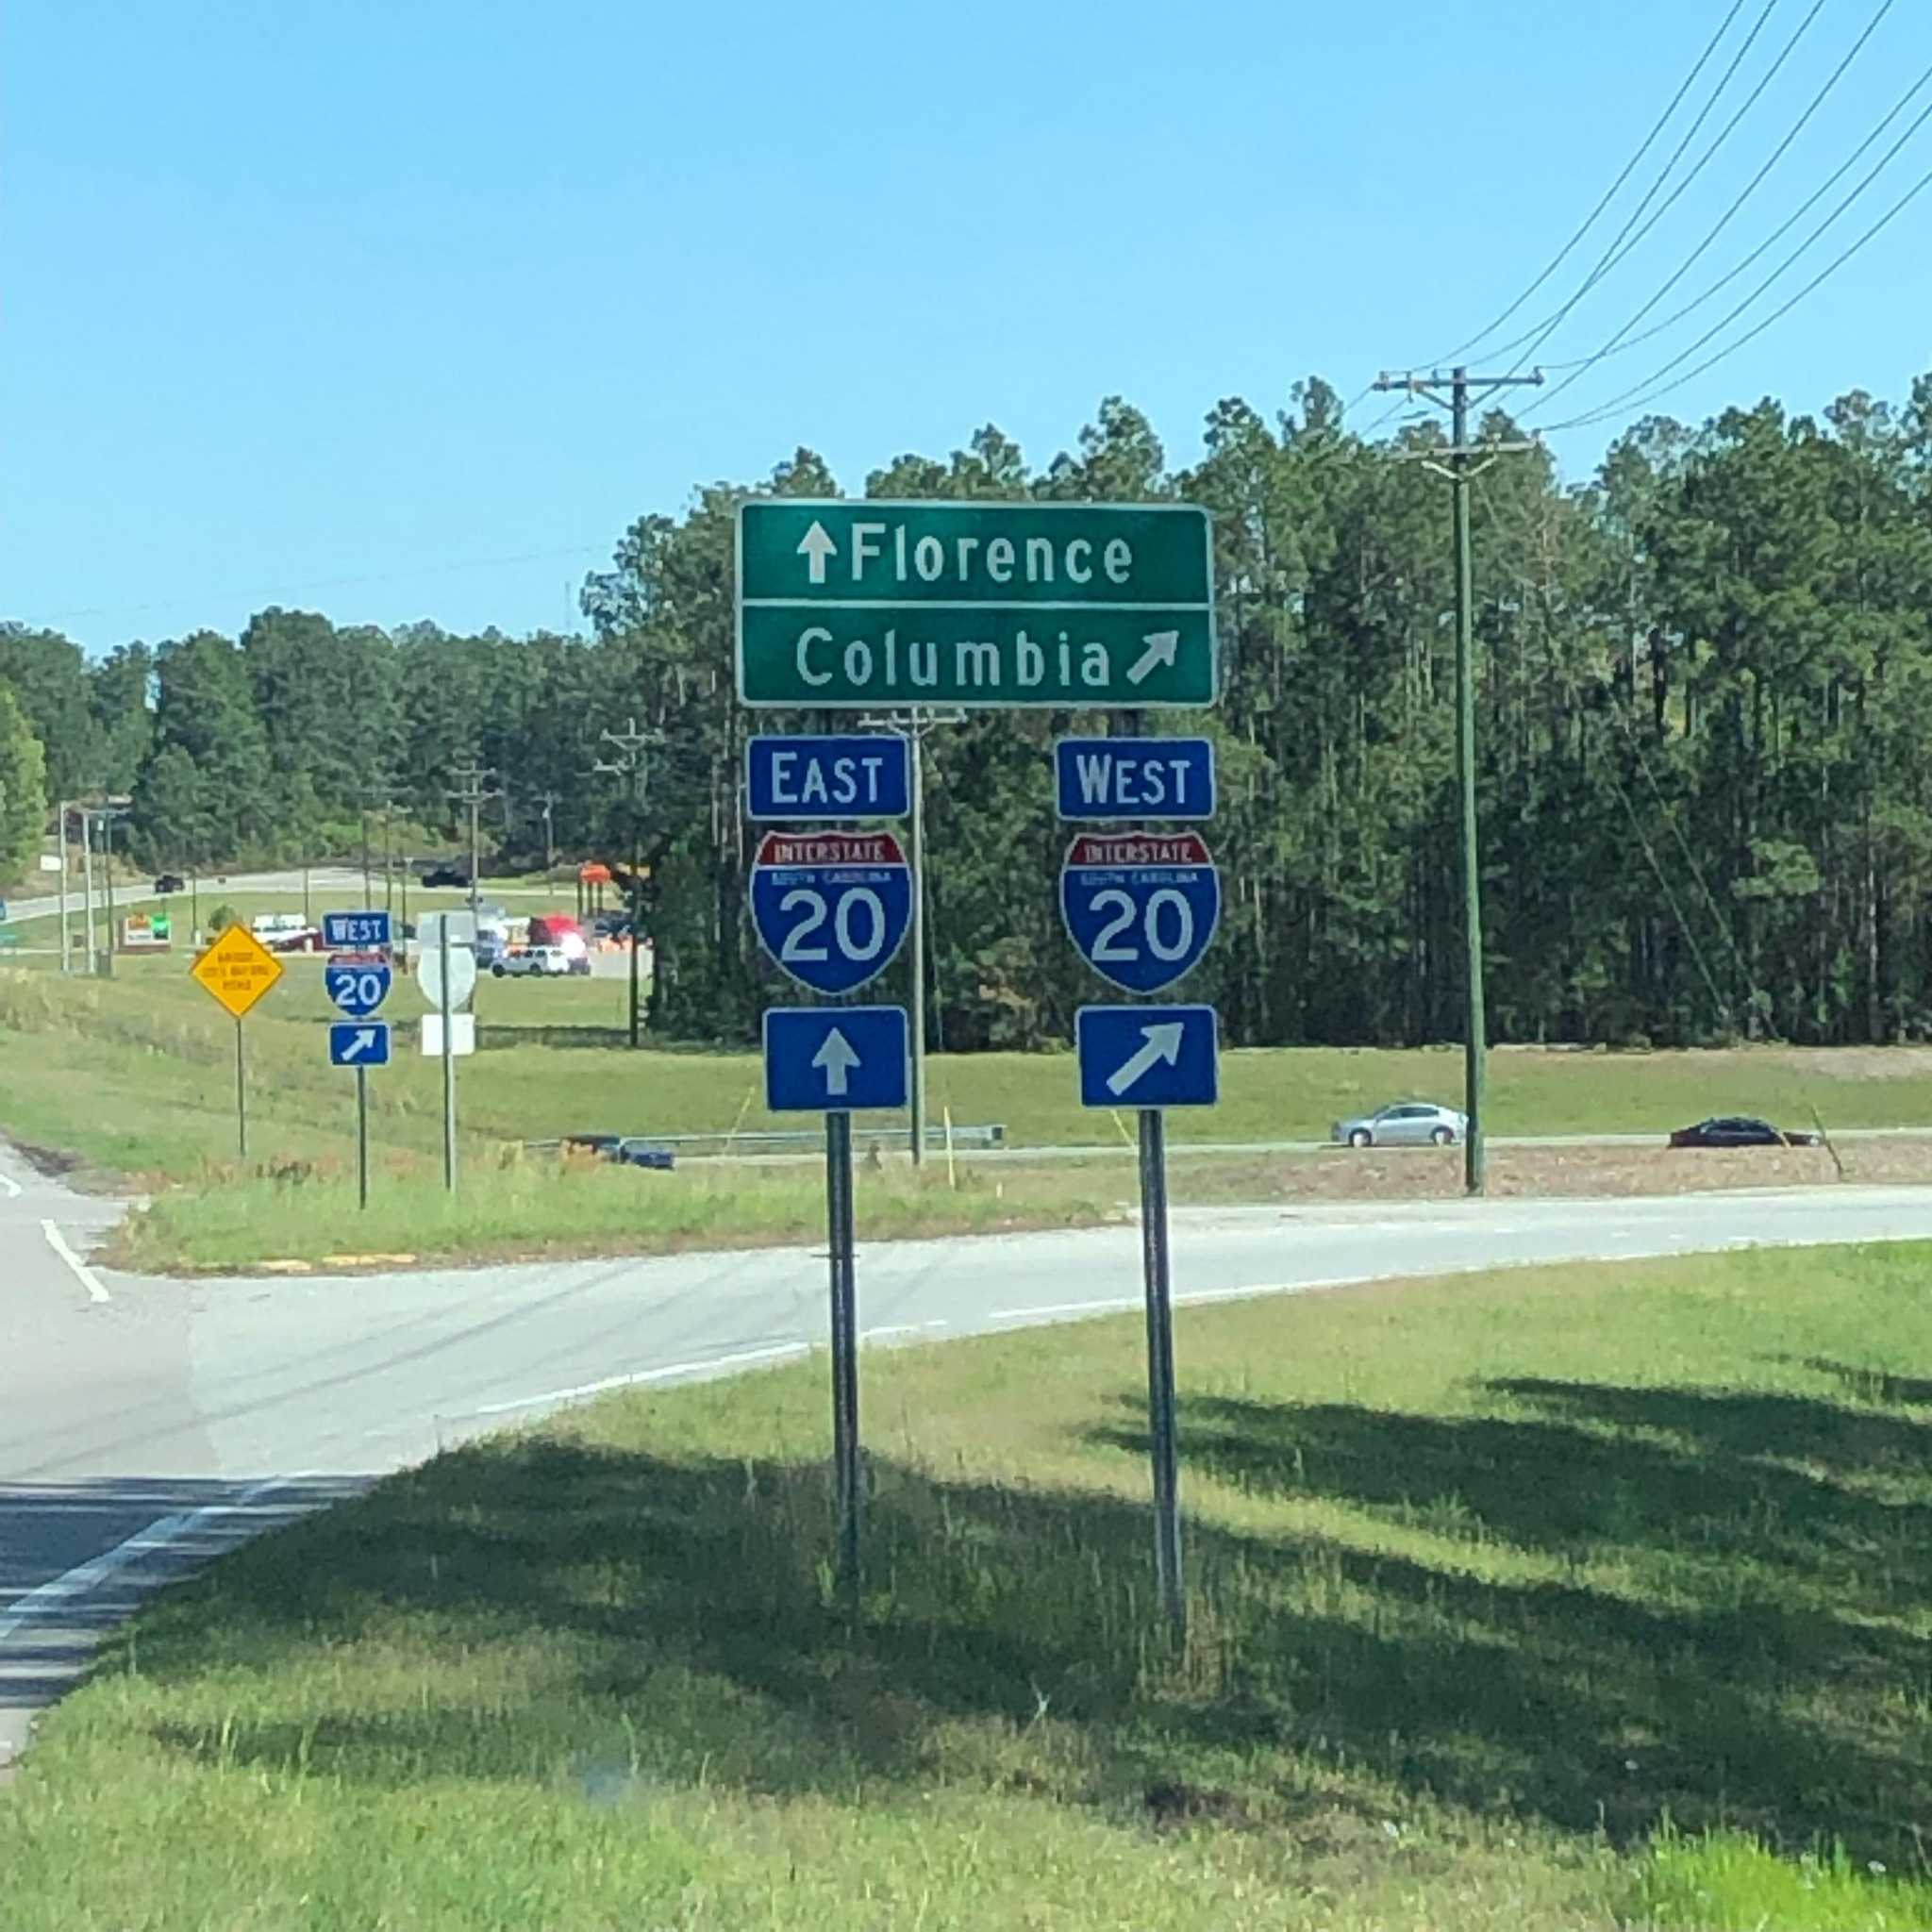 Florence
Columbia
EAST
WEST
INTERSTATE
SOUTH CAROLINA
20
INTERSTATE
SOUTH CAROLINA
20
WEST
20